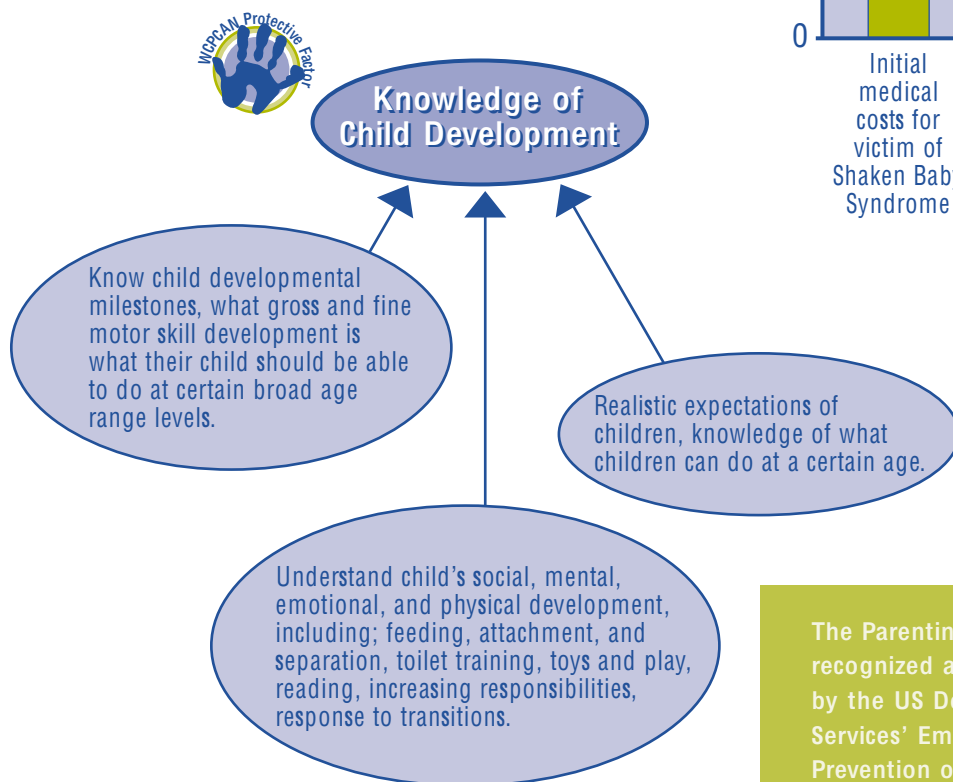 WCPCAN Protective Factor
Knowledge of
Child Development
0
Initial
medical
costs for
victim of
Shaken Baby
Syndrome
Know child developmental
milestones, what gross and fine
motor skill development is
what their child should be able
to do at certain broad age
range levels.
Realistic expectations of
children, knowledge of what
children can do at a certain age.
Understand child's social, mental,
emotional, and physical development,
including; feeding, attachment, and
separation, toilet training, toys and play,
reading, increasing responsibilities,
response to transitions.
The Parentin
recognized a
by the US De
Services' Em
Prevention o